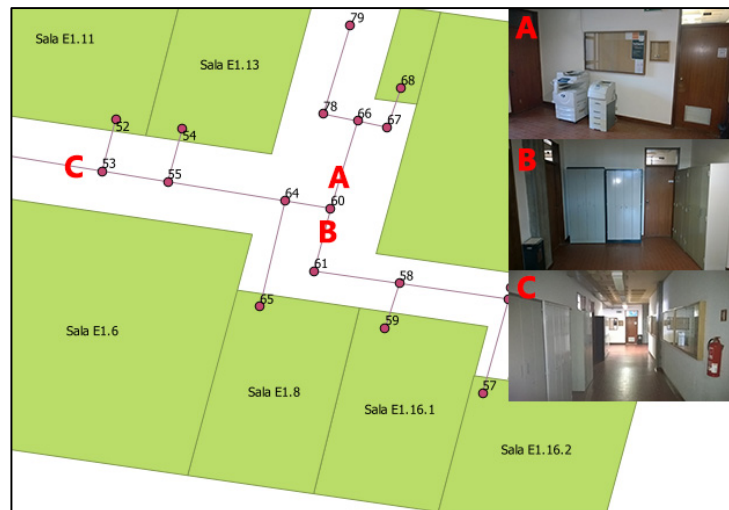 79
A
Sala E1.11
Sala E1.13
68
52
78
66
67
54
B
53
C
55
A
64
60
B
61
58
C
65
59
Sala E1.6
57
Sala E1.8
Sala E1.16.1
Sala E1.16.2